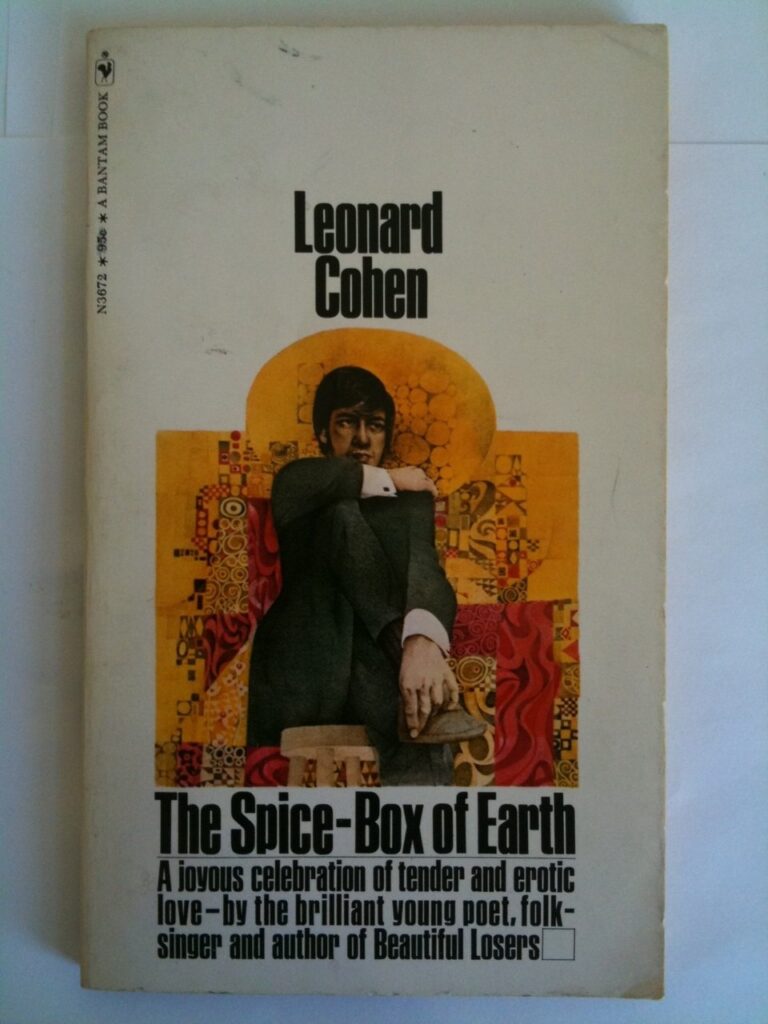 N3672 * 95¢ * A BANTAM BOOK
Leonard
Cohen
The Spice-Box of Earth
A joyous celebration of tender and erotic
love—by the brilliant young poet, folk-
singer and author of Beautiful Losers